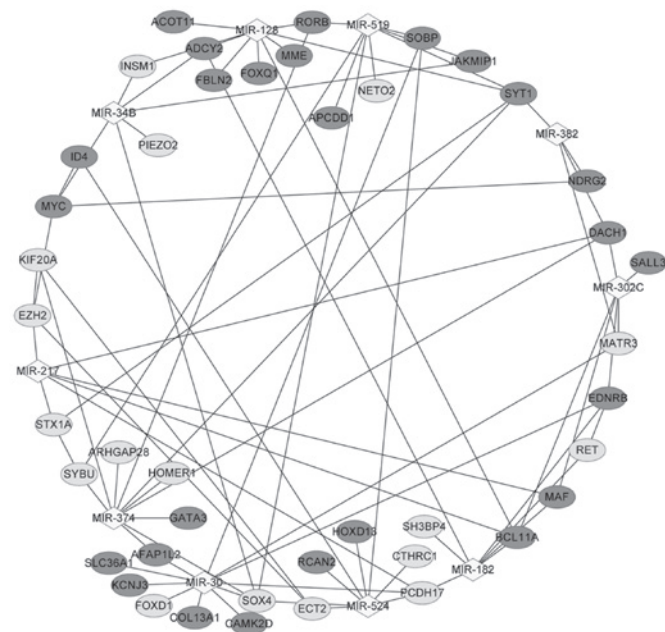 ACOT11
RORB
MIR-519
MIR-128
ADCY2
SOBP
MME
INSM1
JAKMIP1
FBLN2
FOXQ1
NETO2
SYT1
MIR-34B
APCDD1
MIR-382
PIEZO2
ID4
NDRG2
MYC
DACH1
KIF20A
SALL3
MIR-302C
EZH2
MATR3
MIR-217
EDNRB
STX1A
ARHGAP28
RET
SYBU
HOMER1
MAF
MIR-374
GATA3
SH3BP4
HOXD13
BCL11A
AFAP1L2
CTHRC1
SLC36A1
RCAN2
MIR-182
KCNJ3
MIR-30
PCDH17
FOXD1
SOX4
ECT2
MIR-524
COL13A1
CAMK2D